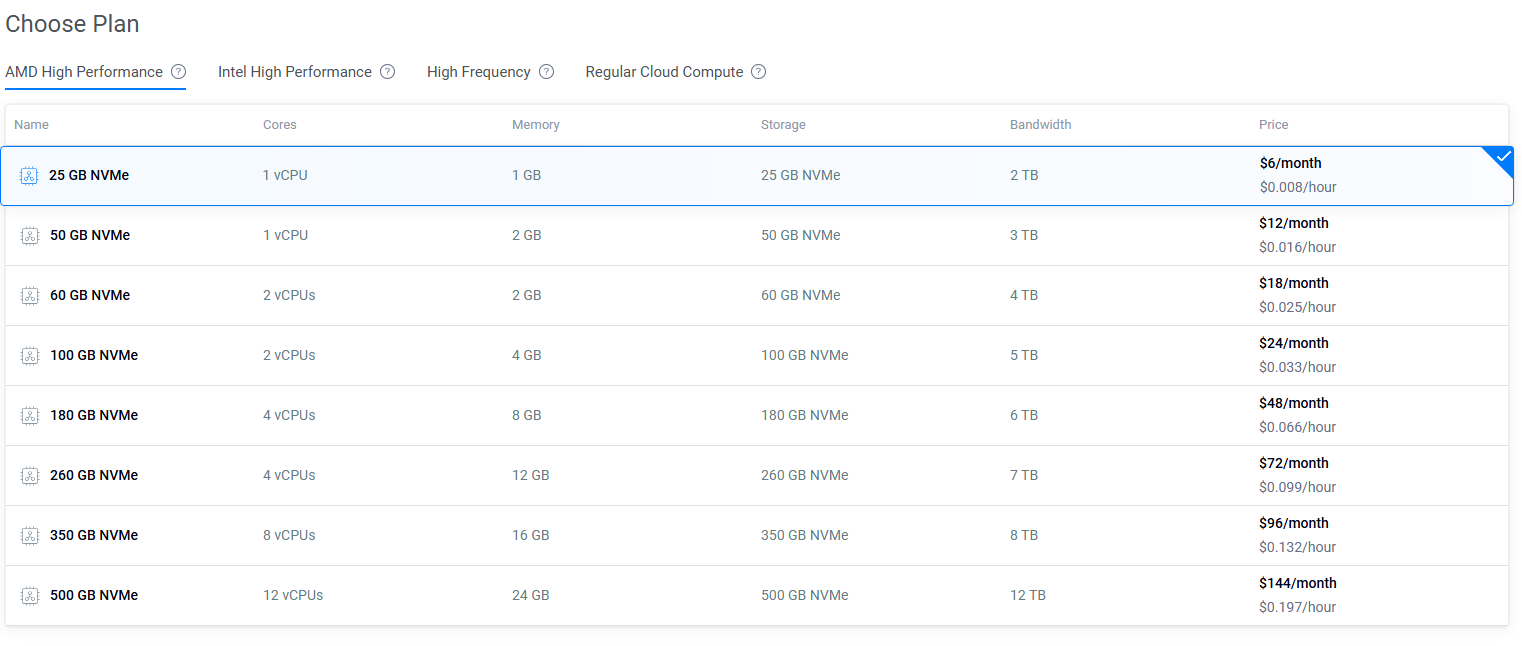 Choose Plan
AMD High Performance ? Intel High Performance ? High Frequency ? Regular Cloud Compute ?
Name Cores Memory Storage Bandwidth Price
25 GB NVMe 1 vCPU 1 GB 25 GB NVMe 2 TB $6/month
$0.008/hour
50 GB NVMe 1 vCPU 2 GB 50 GB NVMe 3 TB $12/month
$0.016/hour
60 GB NVMe 2 vCPUs 2 GB 60 GB NVMe 4 TB $18/month
$0.025/hour
100 GB NVMe 2 vCPUs 4 GB 100 GB NVMe 5 TB $24/month
$0.033/hour
180 GB NVMe 4 vCPUs 8 GB 180 GB NVMe 6 TB $48/month
$0.066/hour
260 GB NVMe 4 vCPUs 12 GB 260 GB NVMe 7 TB $72/month
$0.099/hour
350 GB NVMe 8 vCPUs 16 GB 350 GB NVMe 8 TB $96/month
$0.132/hour
500 GB NVMe 12 vCPUs 24 GB 500 GB NVMe 12 TB $144/month
$0.197/hour